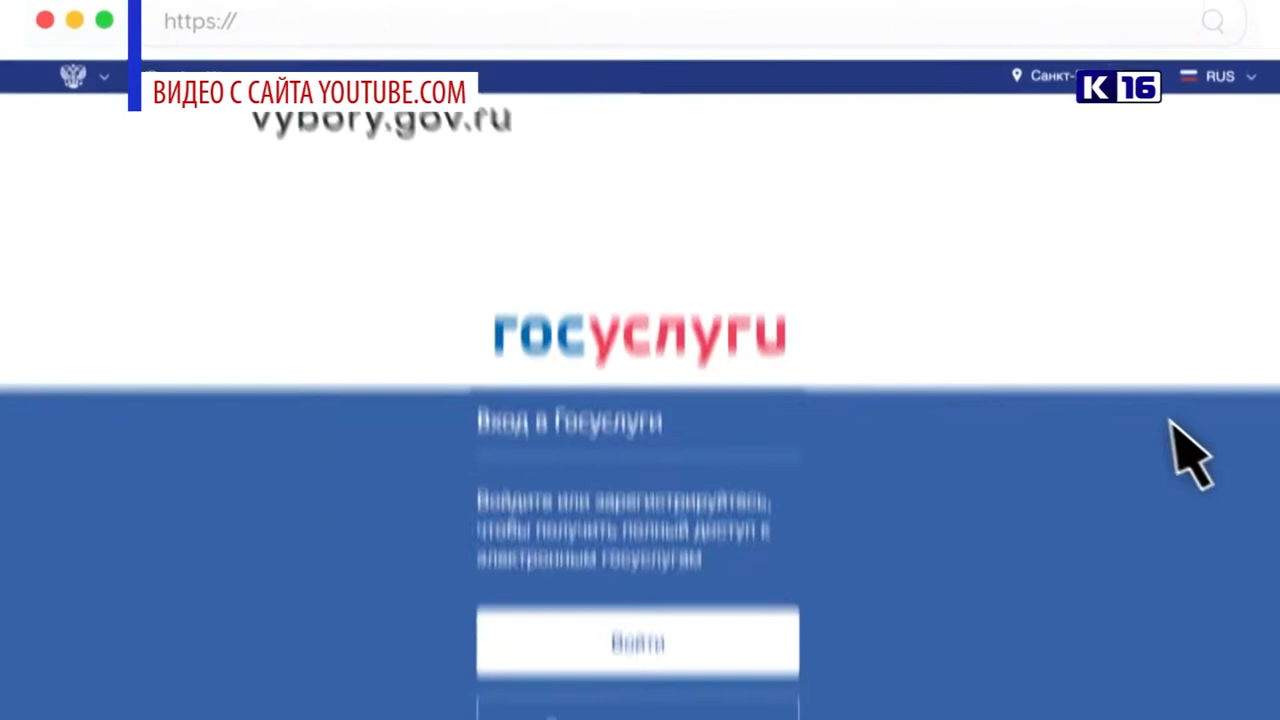 https://
Санкт-
RUS
К 16
ВИДЕО С САЙТА YOUTUBE.COM
vybory.gov.ru
госуслуги
Вход в Госуслуги
Войдите или зарегистрируйтесь,
чтобы получить полный доступ к
электронным госуслугам
Войти